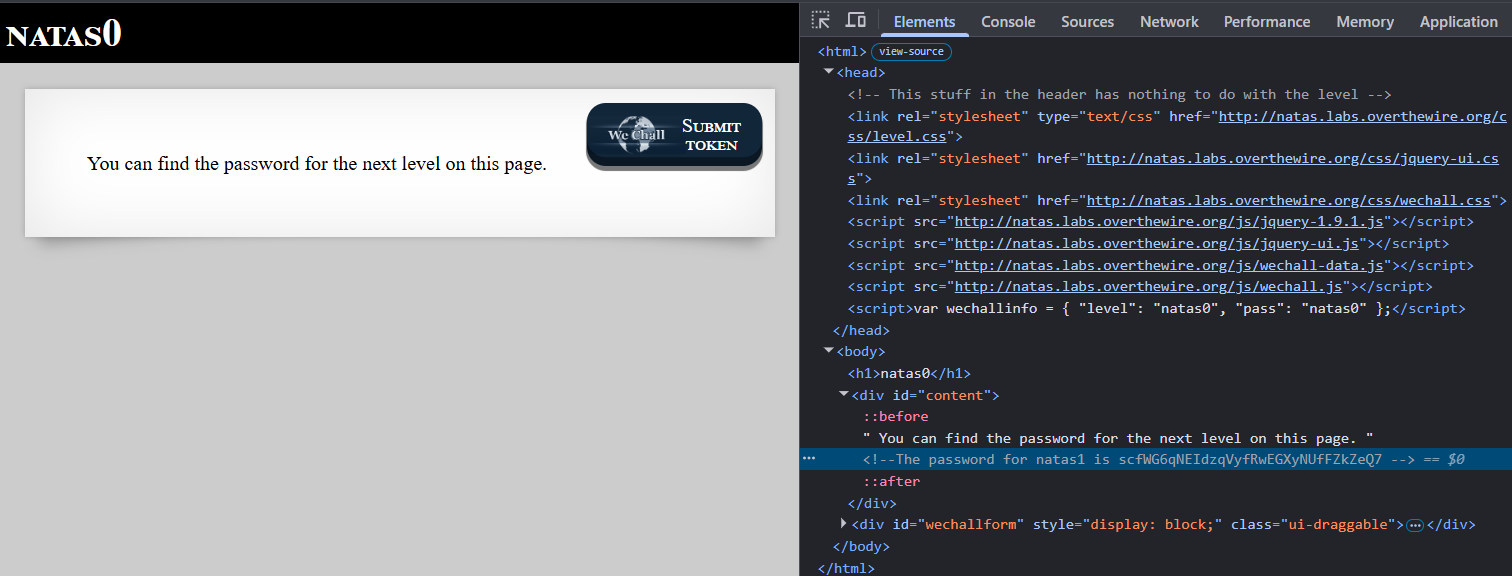 NATAS0
You can find the password for the next level on this page.
We Chall
SUBMIT
TOKEN
Elements Console Sources Network Performance Memory Application
<html> view-source
<head>
<!-- This stuff in the header has nothing to do with the level -->
<link rel="stylesheet" type="text/css" href="http://natas.labs.overthewire.org/c
ss/level.css">
<link rel="stylesheet" href="http://natas.labs.overthewire.org/css/jquery-ui.cs
s">
<link rel="stylesheet" href="http://natas.labs.overthewire.org/css/wechall.css">
<script src="http://natas.labs.overthewire.org/js/jquery-1.9.1.js"></script>
<script src="http://natas.labs.overthewire.org/js/jquery-ui.js"></script>
<script src="http://natas.labs.overthewire.org/js/wechall-data.js"></script>
<script src="http://natas.labs.overthewire.org/js/wechall.js"></script>
<script>var wechallinfo = { "level": "natas0", "pass": "natas0" };</script>
</head>
<body>
<h1>natas0</h1>
<div id="content">
::before
" You can find the password for the next level on this page. "
<!--The password for natas1 is scfWG6qNEIdzqVyfRwEGXyNUfFZkZeQ7 --> == $0
::after
</div>
<div id="wechallform" style="display: block;" class="ui-draggable">…</div>
</body>
</html>